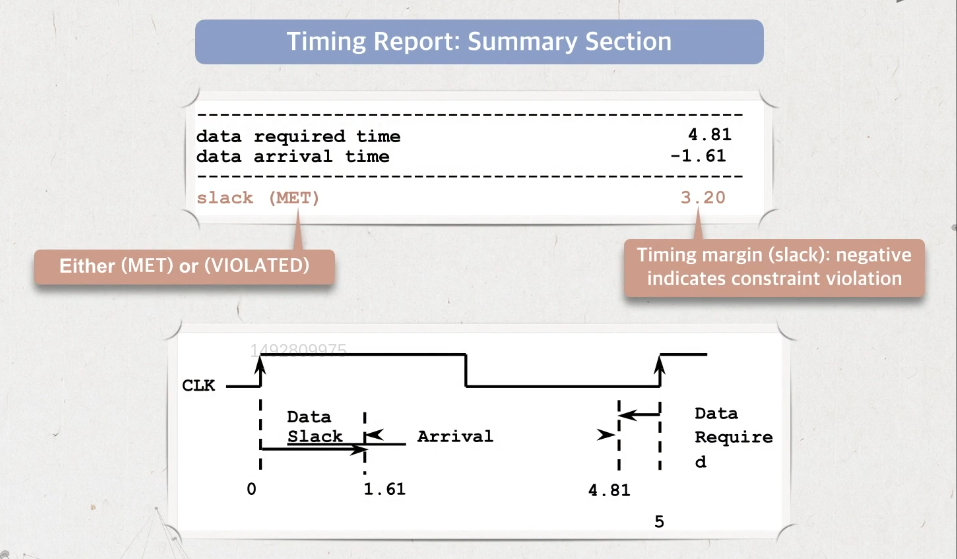 Timing Report: Summary Section
------------------------------------------------
data required time 4.81
data arrival time -1.61
------------------------------------------------
slack (MET) 3.20
Either (MET) or (VIOLATED)
Timing margin (slack): negative
indicates constraint violation
1492809975
CLK
Data
Slack
Arrival
Data
Require
d
0
1.61
4.81
5